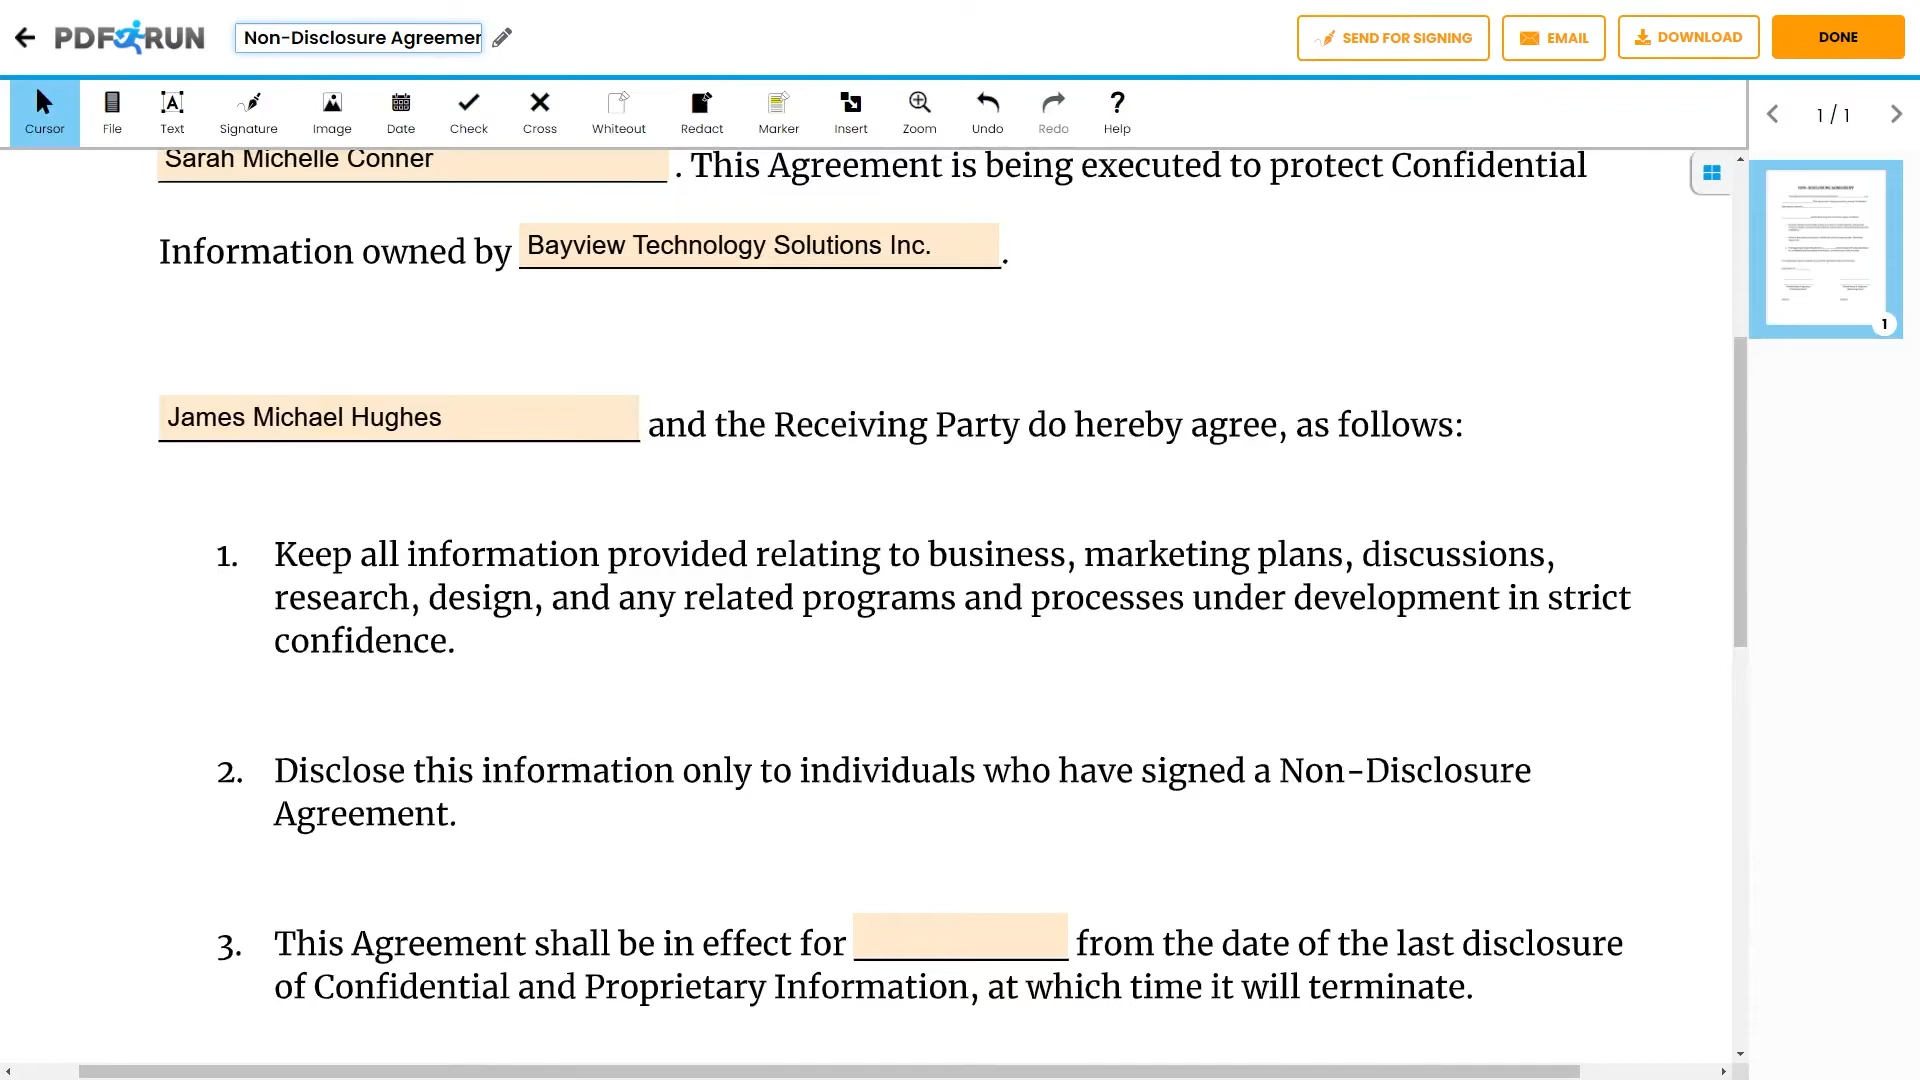 PDF RUN
Non-Disclosure Agreemer
SEND FOR SIGNING
EMAIL
DOWNLOAD
DONE
Cursor
File
Text
Signature
Image
Date
Check
Cross
Whiteout
Redact
Marker
Insert
Zoom
Undo
Redo
Help
1 / 1
Sarah Michelle Conner . This Agreement is being executed to protect Confidential
Information owned by Bayview Technology Solutions Inc. .
James Michael Hughes and the Receiving Party do hereby agree, as follows:
1. Keep all information provided relating to business, marketing plans, discussions,
research, design, and any related programs and processes under development in strict
confidence.
2. Disclose this information only to individuals who have signed a Non-Disclosure
Agreement.
3. This Agreement shall be in effect for from the date of the last disclosure
of Confidential and Proprietary Information, at which time it will terminate.
NON-DISCLOSURE AGREEMENT
1